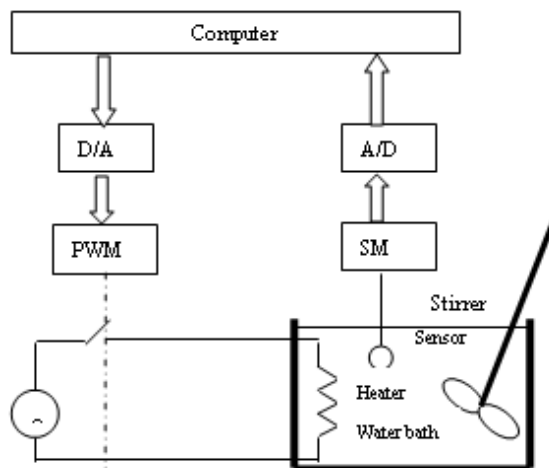 Computer
D/A
A/D
PWM
SM
Stirrer
Sensor
Heater
Water bath